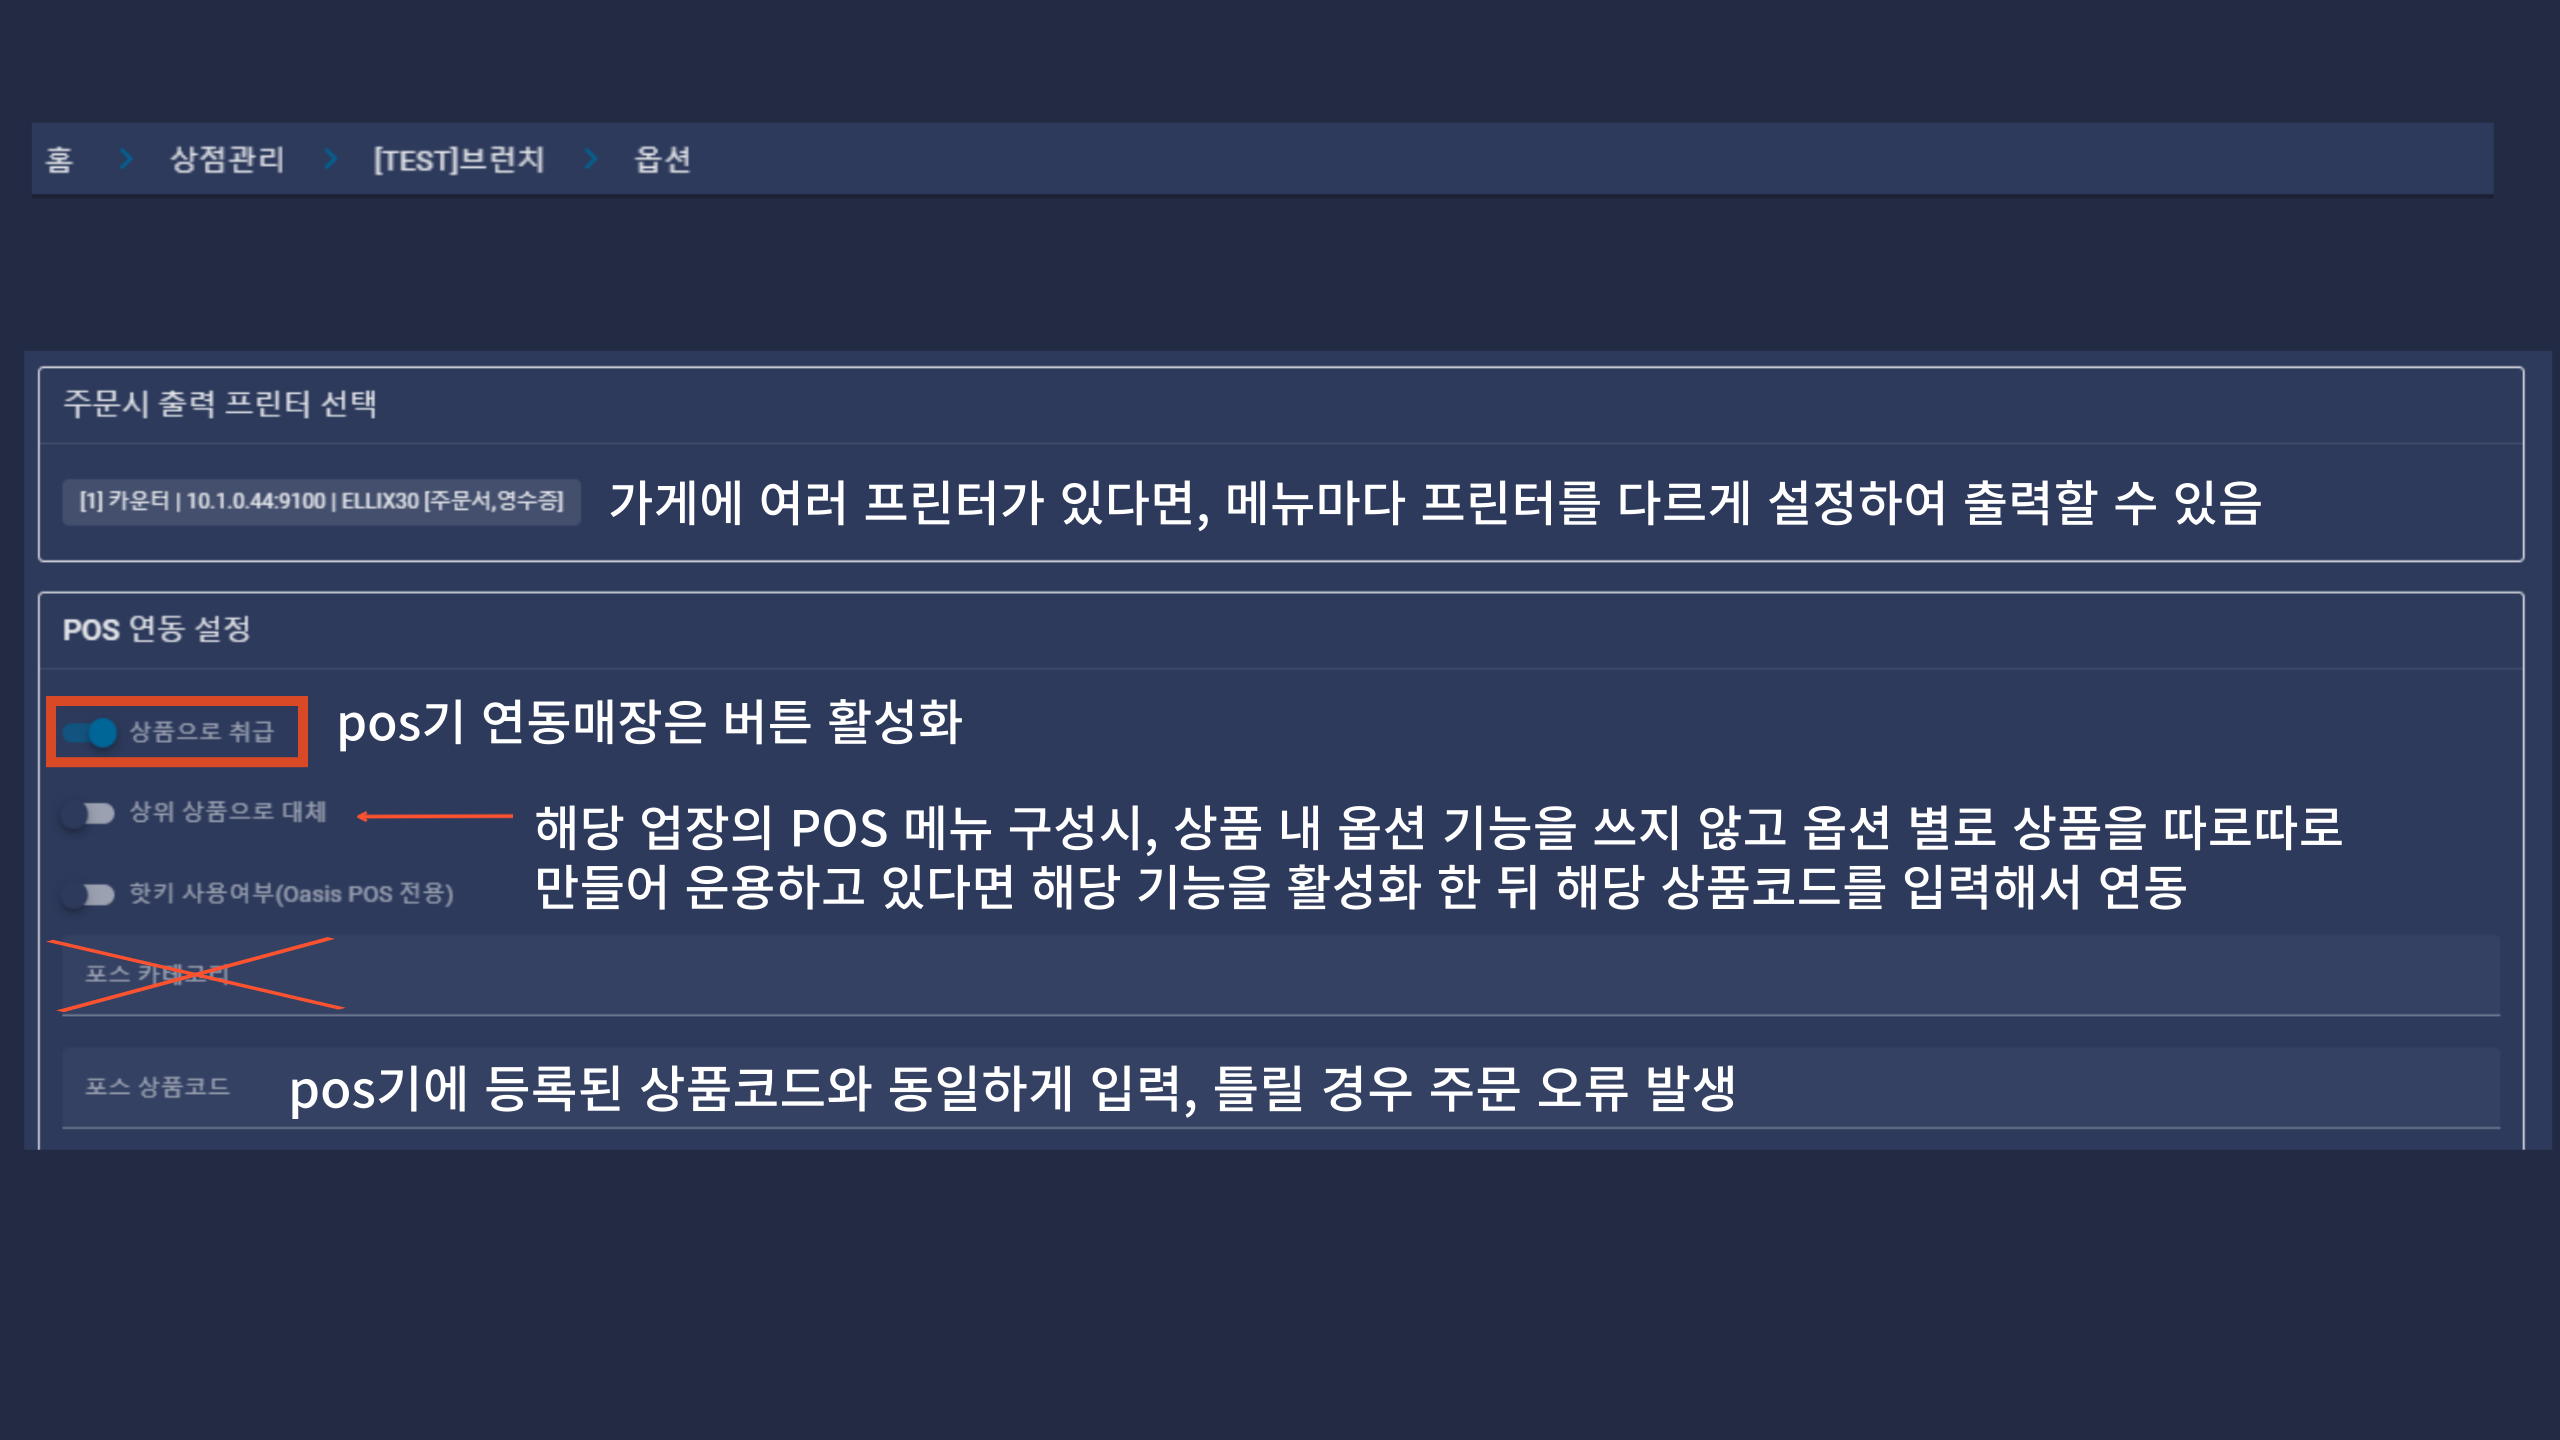 홈 > 상점관리 > [TEST]브런치 > 옵션
주문시 출력 프린터 선택
[1] 카운터 | 10.1.0.44:9100 | ELLIX30 [주문서,영수증] 가게에 여러 프린터가 있다면, 메뉴마다 프린터를 다르게 설정하여 출력할 수 있음
POS 연동 설정
상품으로 취급 pos기 연동매장은 버튼 활성화
상위 상품으로 대체
해당 업장의 POS 메뉴 구성시, 상품 내 옵션 기능을 쓰지 않고 옵션 별로 상품을 따로따로
만들어 운용하고 있다면 해당 기능을 활성화 한 뒤 해당 상품코드를 입력해서 연동
핫키 사용여부(Oasis POS 전용)
포스 카테고리
포스 상품코드 pos기에 등록된 상품코드와 동일하게 입력, 틀릴 경우 주문 오류 발생